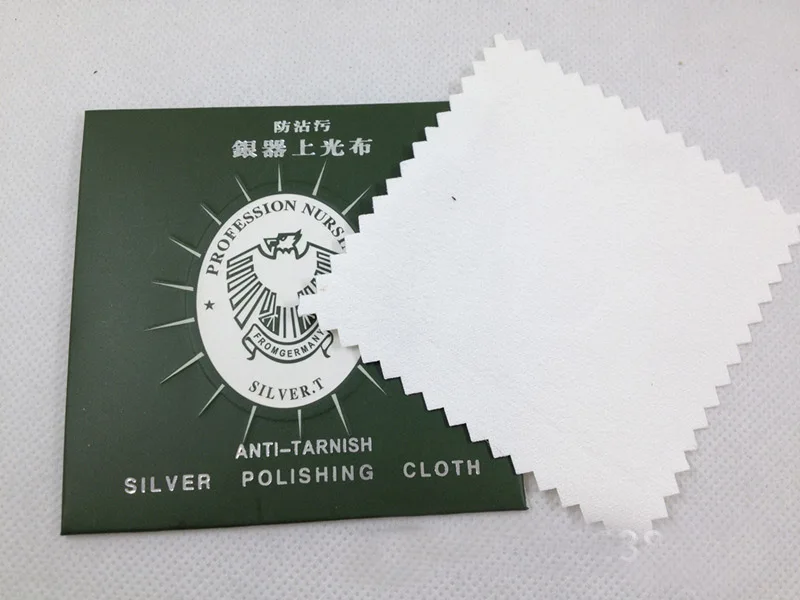 防沾污
銀器上光布
PROFESSION NURSE
FROMGERMANY
SILVER.T
ANTI-TARNISH
SILVER POLISHING CLOTH